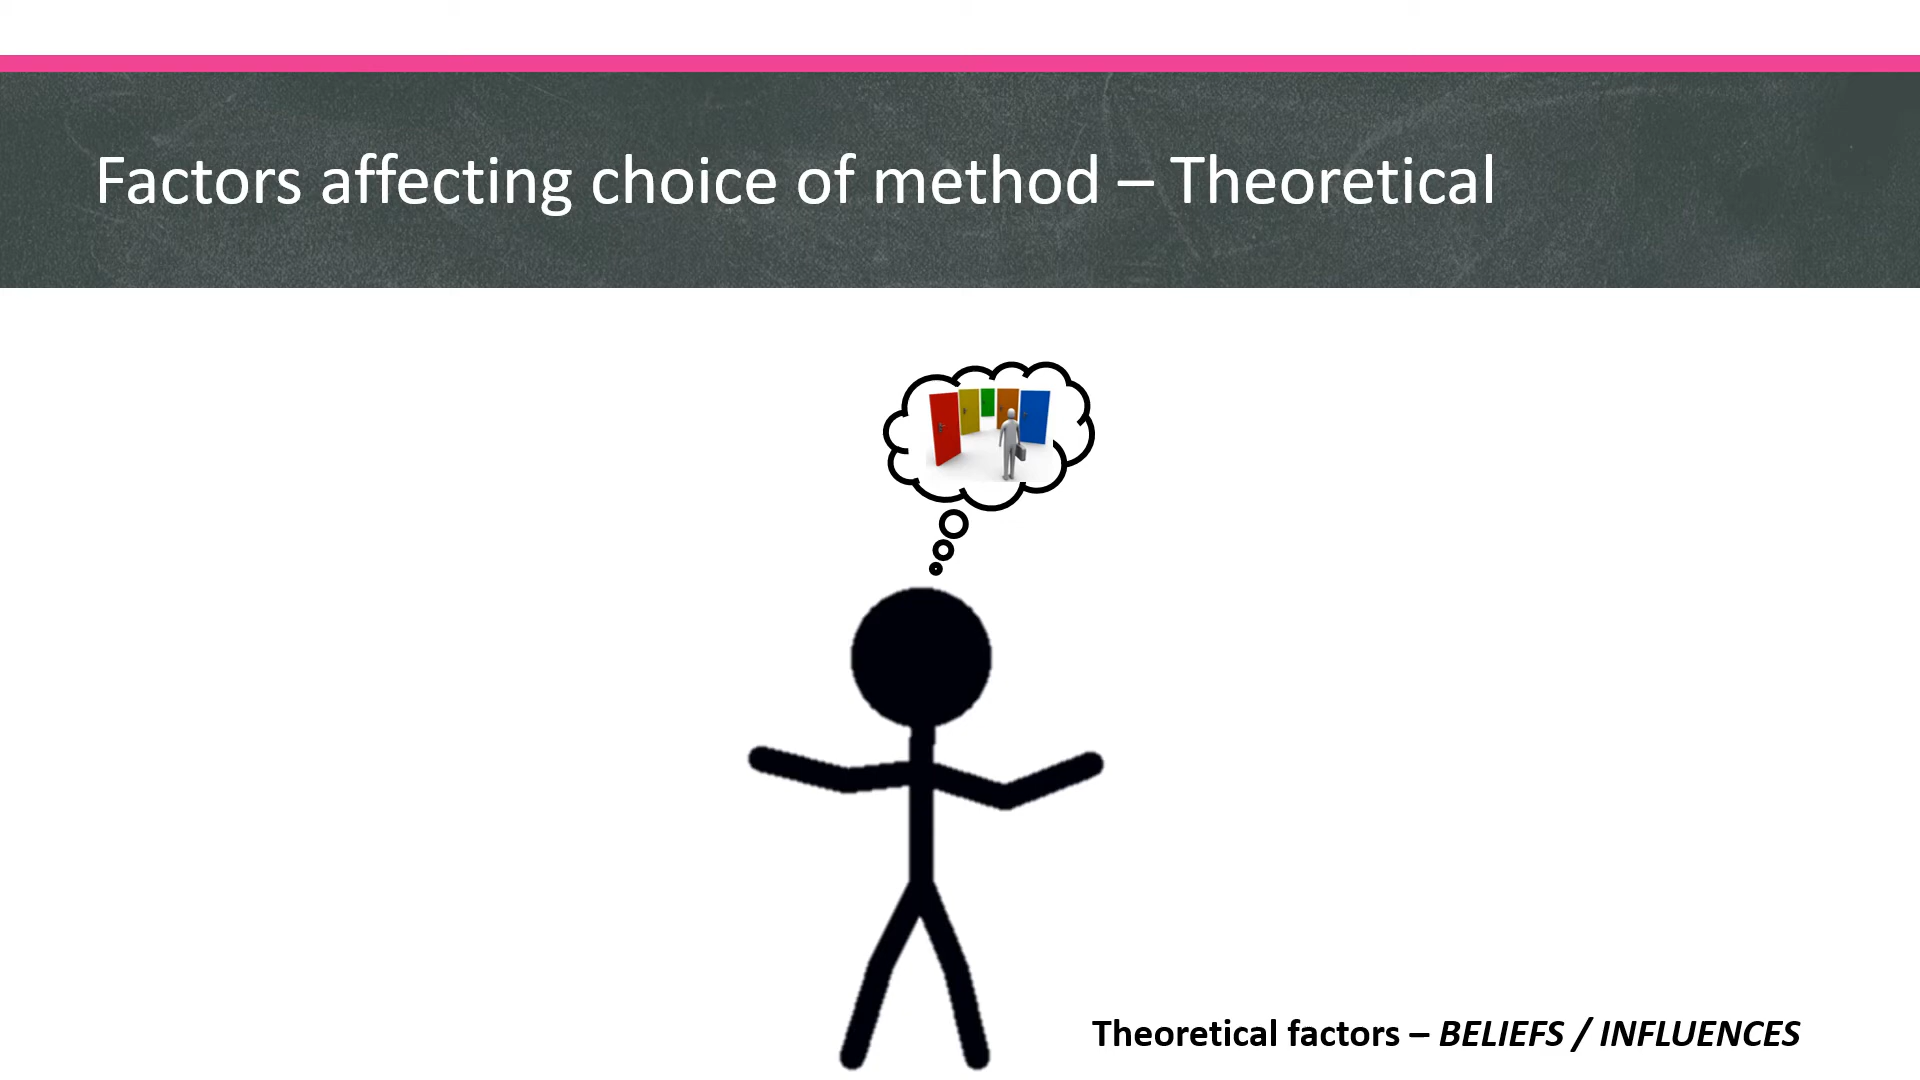 Factors affecting choice of method – Theoretical
Theoretical factors – BELIEFS / INFLUENCES